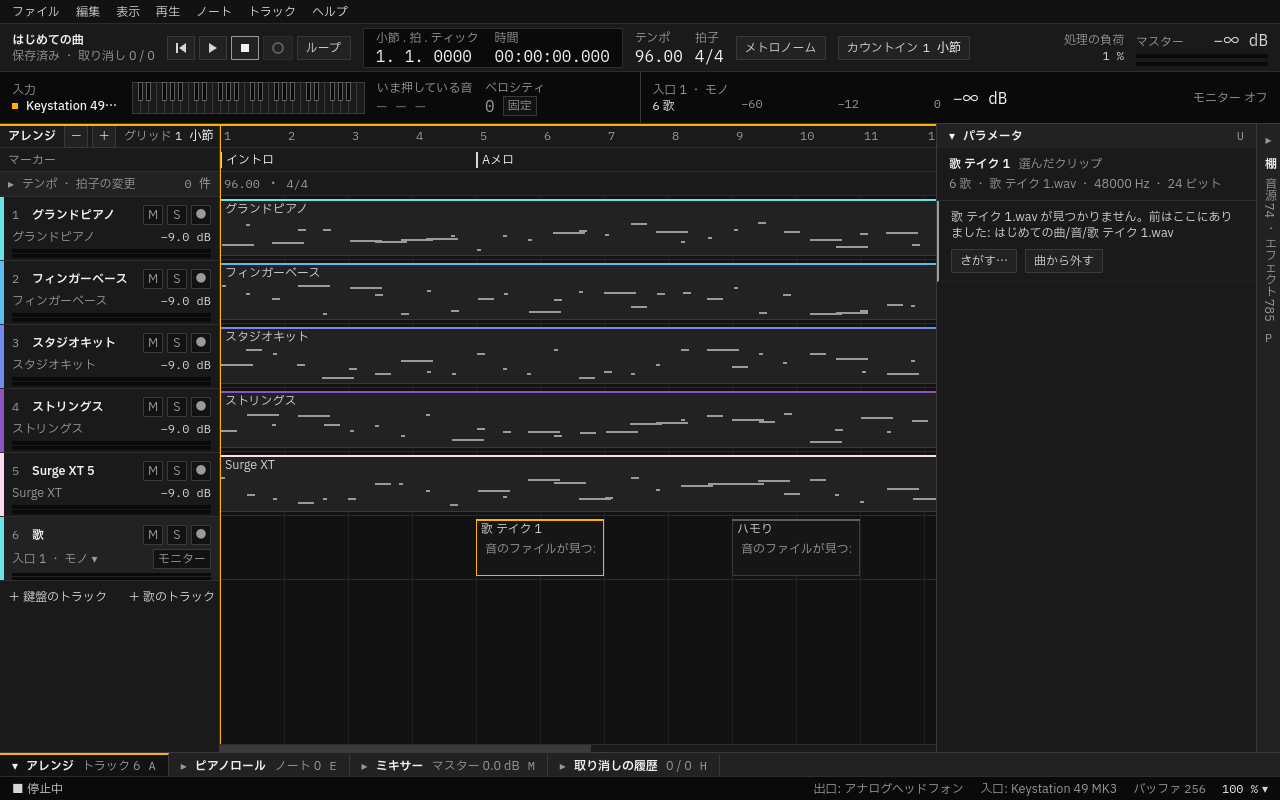 ファイル 編集 表示 再生 ノート トラック ヘルプ
はじめての曲
保存済み ・ 取り消し 0 / 0
ループ
小節 . 拍 . ティック 時間
1. 1. 0000 00:00:00.000
テンポ 拍子
96.00 4/4
メトロノーム
カウントイン 1 小節
処理の負荷
1 %
マスター −∞ dB
入力
Keystation 49…
いま押している音 ベロシティ
— — — 0 固定
入口 1 ・ モノ
6 歌 −60 −12 0 −∞ dB
モニター オフ
アレンジ − + グリッド 1 小節
1 2 3 4 5 6 7 8 9 10 11 1
マーカー
イントロ Aメロ
▸ テンポ ・ 拍子の変更 0 件
96.00 ・ 4/4
1 グランドピアノ M S
グランドピアノ −9.0 dB
グランドピアノ
2 フィンガーベース M S
フィンガーベース −9.0 dB
フィンガーベース
3 スタジオキット M S
スタジオキット −9.0 dB
スタジオキット
4 ストリングス M S
ストリングス −9.0 dB
ストリングス
5 Surge XT 5 M S
Surge XT −9.0 dB
Surge XT
6 歌 M S
入口 1 ・ モノ ▾ モニター
歌 テイク 1
音のファイルが見つ
ハモり
音のファイルが見つ
+ 鍵盤のトラック + 歌のトラック
▾ パラメータ U
歌 テイク 1 選んだクリップ
6 歌 ・ 歌 テイク 1.wav ・ 48000 Hz ・ 24 ビット
歌 テイク 1.wav が見つかりません。前はここにあり
ました: はじめての曲/音/歌 テイク 1.wav
さがす… 曲から外す
棚 音源 74 ・ エフェクト 785 P
▾ アレンジ トラック 6 A
▸ ピアノロール ノート 0 E
▸ ミキサー マスター 0.0 dB M
▸ 取り消しの履歴 0 / 0 H
停止中
出口: アナログヘッドフォン 入口: Keystation 49 MK3 バッファ 256 100 % ▾